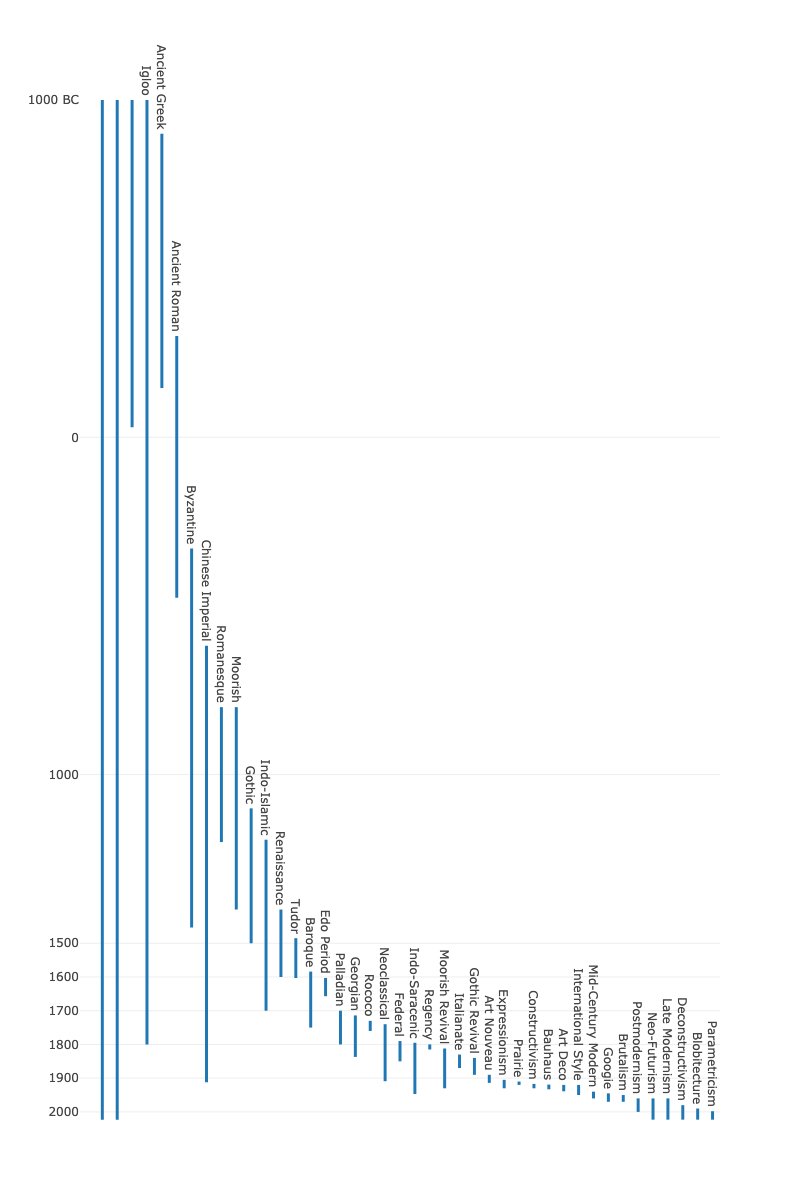 1000 BC
0
1000
1500
1600
1700
1800
1900
2000
Igloo
Ancient Greek
Ancient Roman
Byzantine
Chinese Imperial
Romanesque
Moorish
Gothic
Indo-Islamic
Renaissance
Tudor
Baroque
Edo Period
Palladian
Georgian
Rococo
Neoclassical
Federal
Indo-Saracenic
Regency
Moorish Revival
Italianate
Gothic Revival
Art Nouveau
Expressionism
Prairie
Constructivism
Bauhaus
Art Deco
International Style
Mid-Century Modern
Googie
Brutalism
Postmodernism
Neo-Futurism
Late Modernism
Deconstructivism
Blobitecture
Parametricism